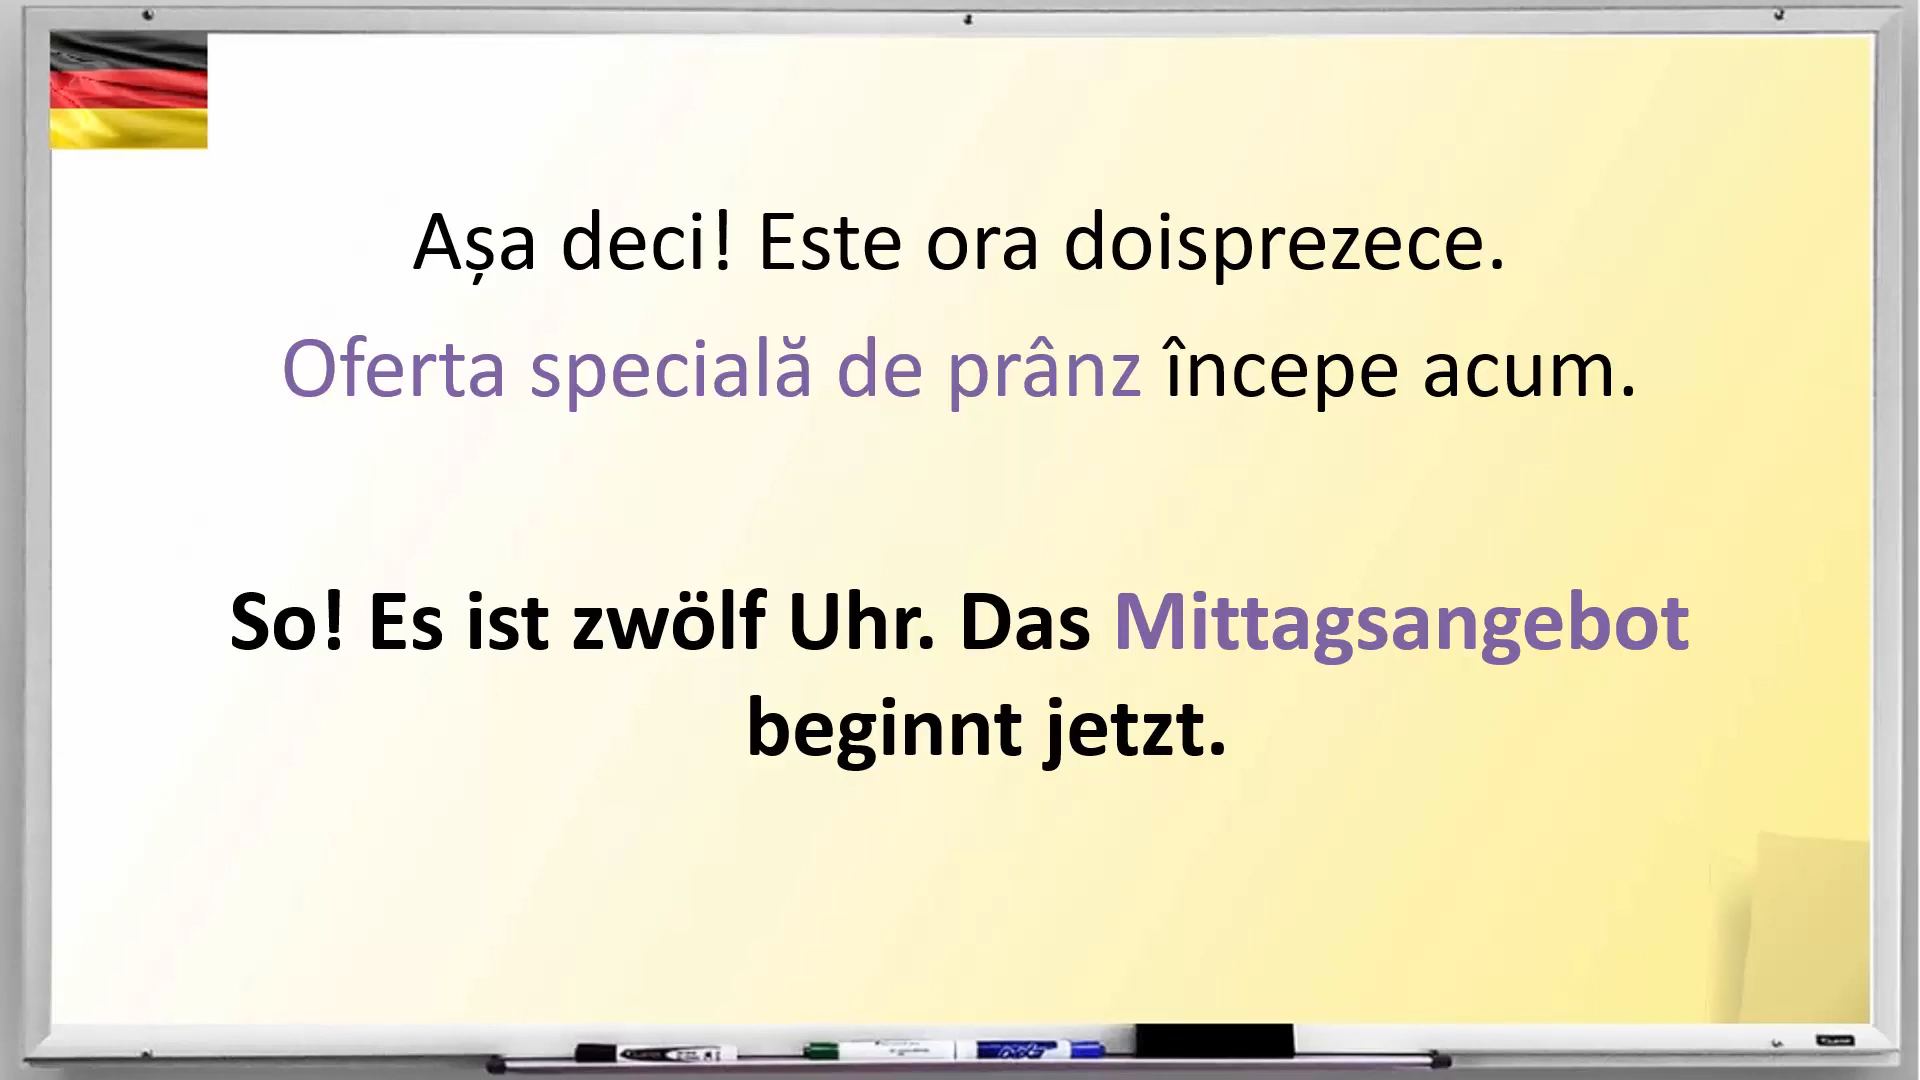 Așa deci! Este ora doisprezece.
Oferta specială de prânz începe acum.
So! Es ist zwölf Uhr. Das Mittagsangebot
beginnt jetzt.